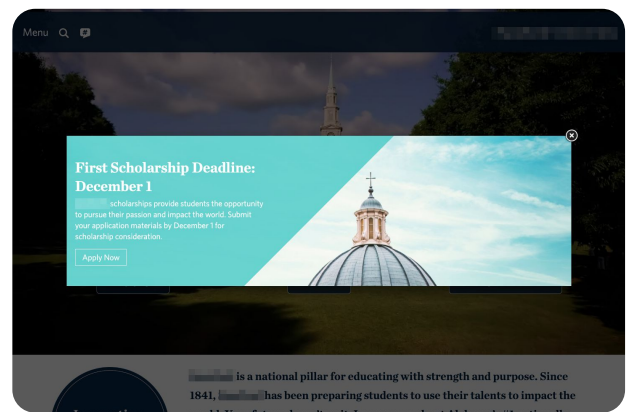 Menu
First Scholarship Deadline:
December 1
scholarships provide students the opportunity
to pursue their passion and impact the world. Submit
your application materials by December 1 for
scholarship consideration.
Apply Now
is a national pillar for educating with strength and purpose. Since
1841, has been preparing students to use their talents to impact the